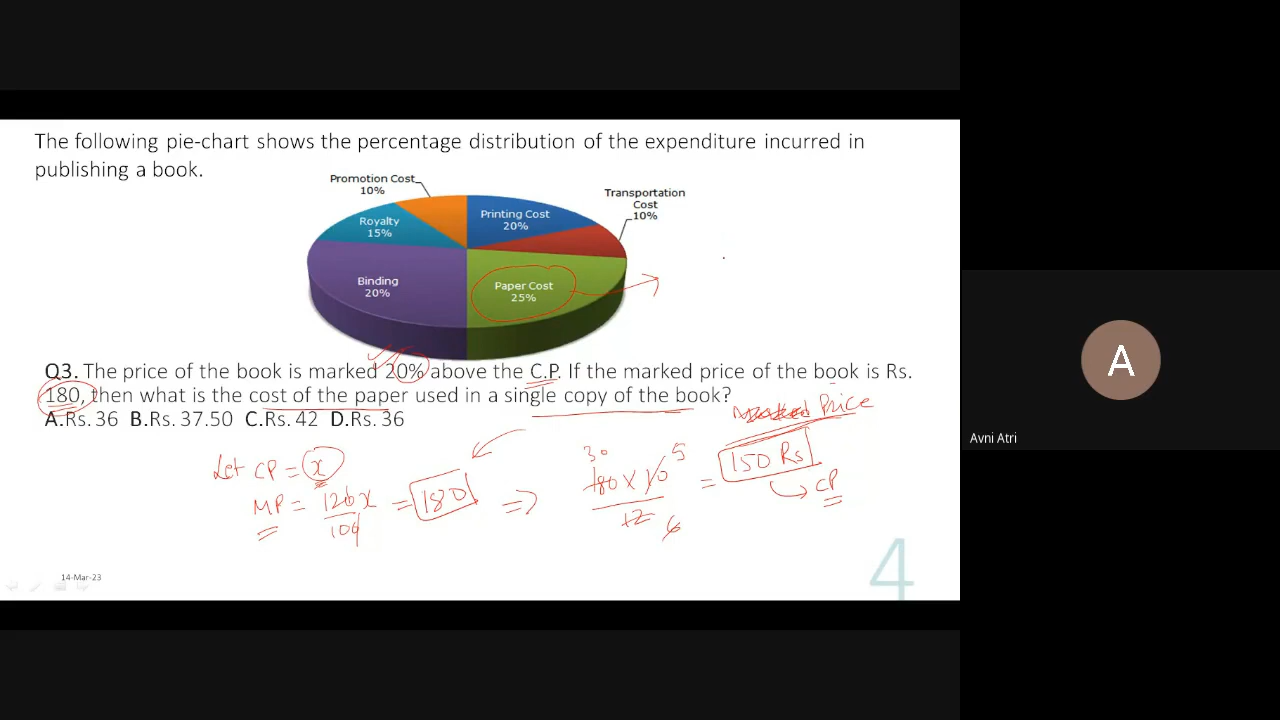 The following pie-chart shows the percentage distribution of the expenditure incurred in
publishing a book.
Promotion Cost
10%
Transportation
Cost
10%
Printing Cost
20%
Royalty
15%
Binding
20%
Paper Cost
25%
Q3. The price of the book is marked 20% above the C.P. If the marked price of the book is Rs.
180, then what is the cost of the paper used in a single copy of the book?
A.Rs. 36 B.Rs. 37.50 C.Rs. 42 D.Rs. 36
Price
Let CP = x
30 5
MP = 120x = 180 ⇒ 180 X 10 = 150 Rs
100 12 6
CP
14-Mar-23
4
A
Avni Atri